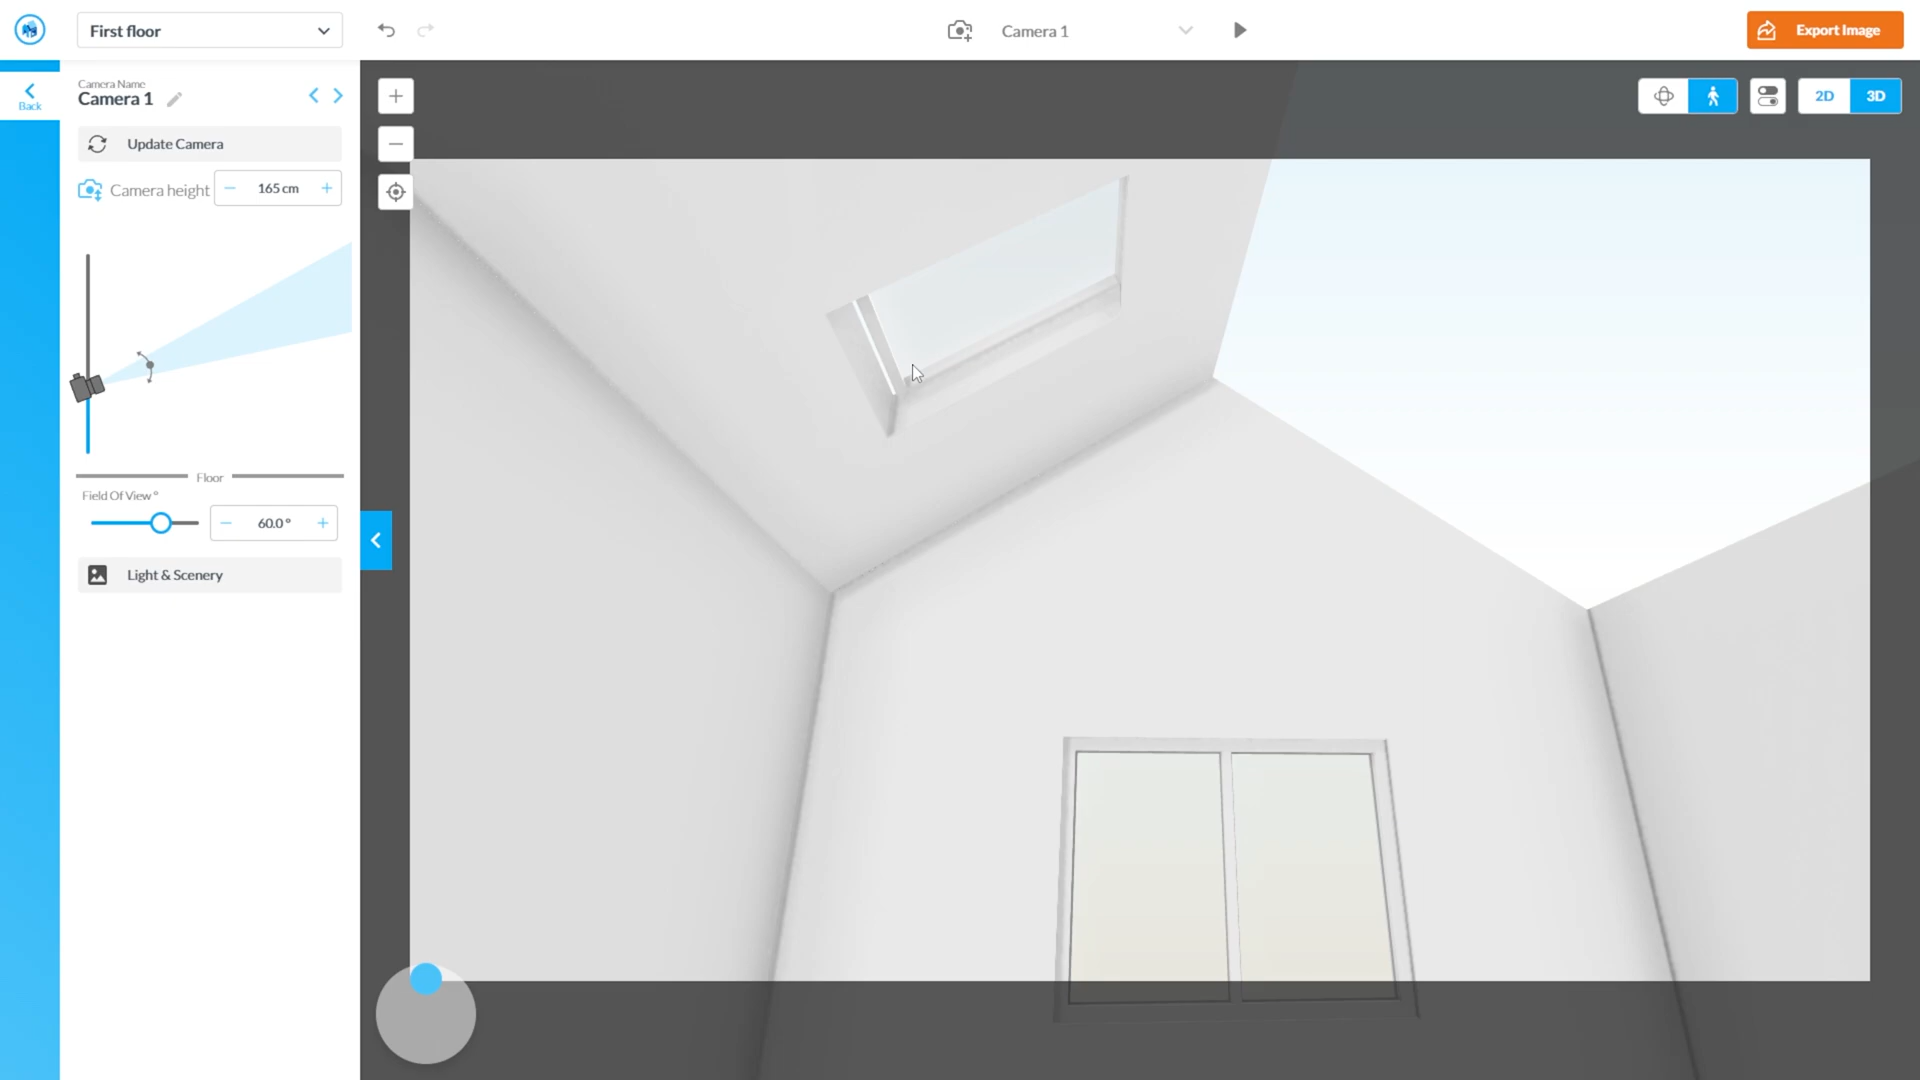 First floor
Camera 1
Export Image
Back
Camera Name
Camera 1
Update Camera
Camera height
165 cm
Floor
Field Of View °
60.0 °
Light & Scenery
2D
3D